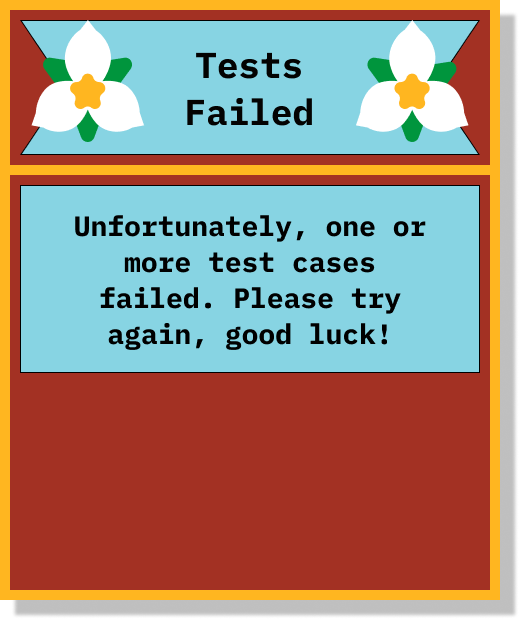 Tests
Failed
Unfortunately, one or
more test cases
failed. Please try
again, good luck!